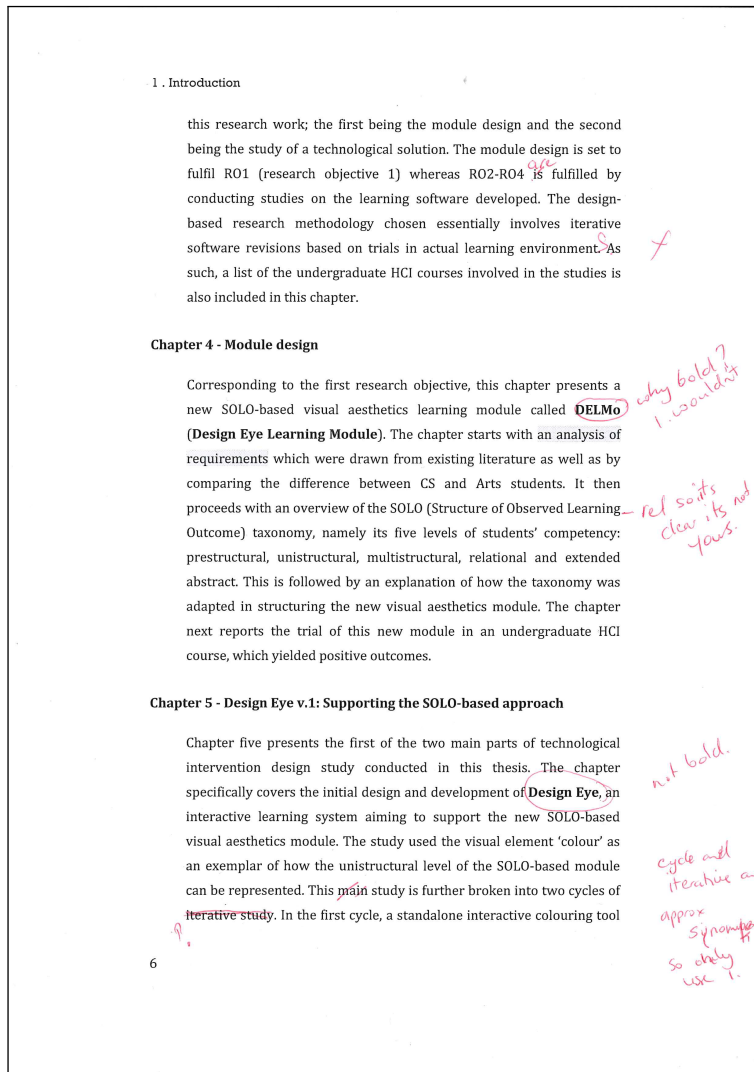 1 . Introduction
this research work; the first being the module design and the second
being the study of a technological solution. The module design is set to
are
fulfil RO1 (research objective 1) whereas RO2-RO4 is fulfilled by
conducting studies on the learning software developed. The design-
based research methodology chosen essentially involves iterative
software revisions based on trials in actual learning environment. As
s
x
such, a list of the undergraduate HCI courses involved in the studies is
also included in this chapter.
Chapter 4 - Module design
Corresponding to the first research objective, this chapter presents a
new SOLO-based visual aesthetics learning module called DELMo
why bold?
I wouldn't
(Design Eye Learning Module). The chapter starts with an analysis of
requirements which were drawn from existing literature as well as by
comparing the difference between CS and Arts students. It then
proceeds with an overview of the SOLO (Structure of Observed Learning
Outcome) taxonomy, namely its five levels of students' competency:
- ref so its
clear its not
yours.
prestructural, unistructural, multistructural, relational and extended
abstract. This is followed by an explanation of how the taxonomy was
adapted in structuring the new visual aesthetics module. The chapter
next reports the trial of this new module in an undergraduate HCI
course, which yielded positive outcomes.
Chapter 5 - Design Eye v.1: Supporting the SOLO-based approach
Chapter five presents the first of the two main parts of technological
intervention design study conducted in this thesis. The chapter
specifically covers the initial design and development of Design Eye, an
not bold.
interactive learning system aiming to support the new SOLO-based
visual aesthetics module. The study used the visual element 'colour' as
an exemplar of how the unistructural level of the SOLO-based module
can be represented. This main study is further broken into two cycles of
iterative study. In the first cycle, a standalone interactive colouring tool
cycle and
iterative a
approx
so only
use 1.
6